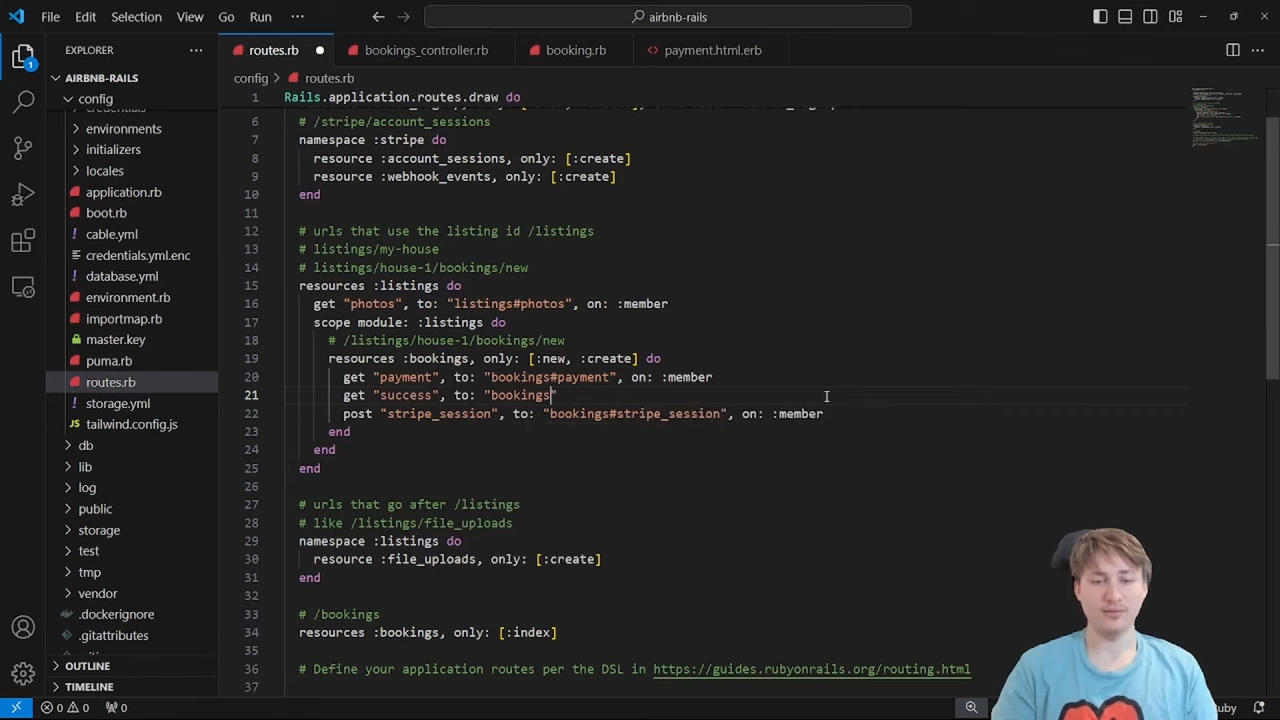 File Edit Selection View Go Run ··· airbnb-rails
EXPLORER ···
routes.rb ● bookings_controller.rb booking.rb payment.html.erb ···
AIRBNB-RAILS
config > routes.rb
config
environments
initializers
locales
application.rb
boot.rb
cable.yml
credentials.yml.enc
database.yml
environment.rb
importmap.rb
master.key
puma.rb
routes.rb
storage.yml
tailwind.config.js
db
lib
log
public
storage
test
tmp
vendor
.dockerignore
.gitattributes
OUTLINE
TIMELINE
1 Rails.application.routes.draw do
6 # /stripe/account_sessions
7 namespace :stripe do
8 resource :account_sessions, only: [:create]
9 resource :webhook_events, only: [:create]
10 end
11
12 # urls that use the listing id /listings
13 # listings/my-house
14 # listings/house-1/bookings/new
15 resources :listings do
16 get "photos", to: "listings#photos", on: :member
17 scope module: :listings do
18 # /listings/house-1/bookings/new
19 resources :bookings, only: [:new, :create] do
20 get "payment", to: "bookings#payment", on: :member
21 get "success", to: "bookings"
22 post "stripe_session", to: "bookings#stripe_session", on: :member
23 end
24 end
25 end
26
27 # urls that go after /listings
28 # like /listings/file_uploads
29 namespace :listings do
30 resource :file_uploads, only: [:create]
31 end
32
33 # /bookings
34 resources :bookings, only: [:index]
35
36 # Define your application routes per the DSL in https://guides.rubyonrails.org/routing.html
37
1
0 0 0 uby